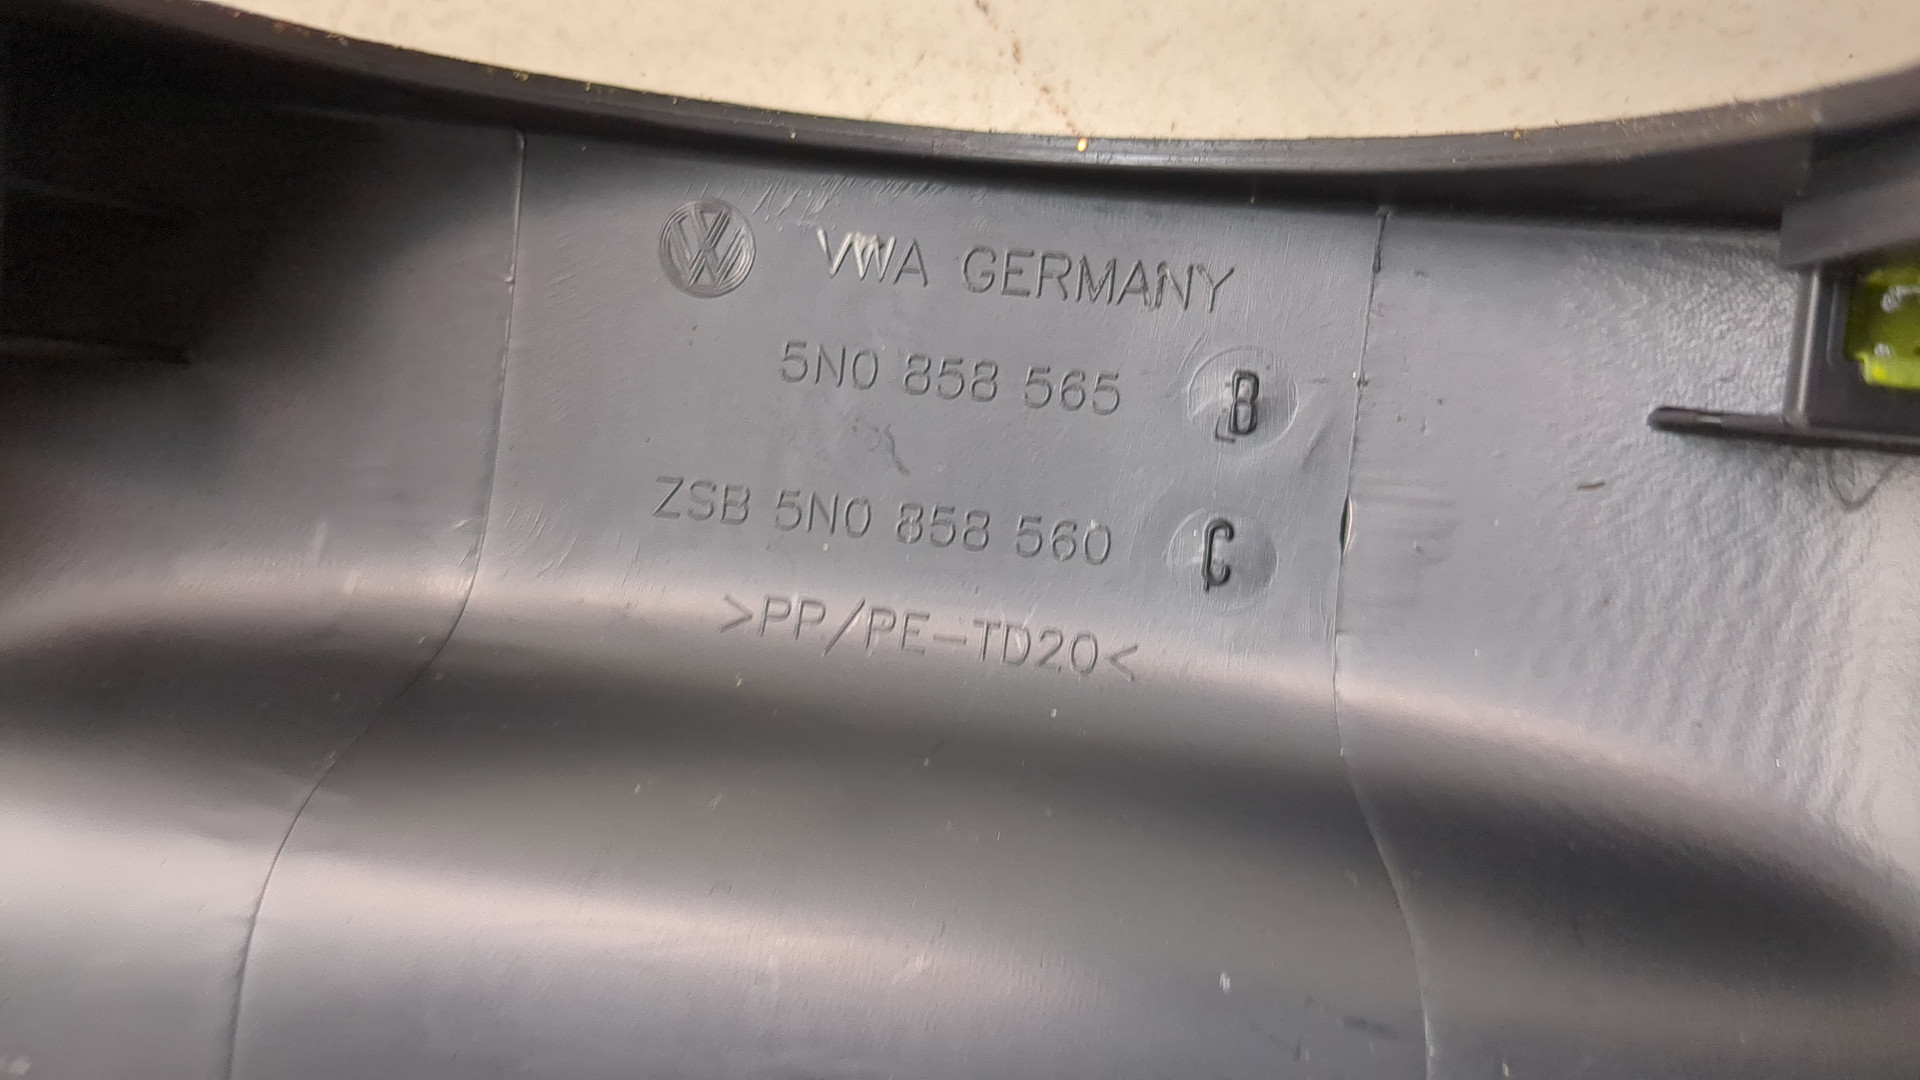 VWA GERMANY
5N0 858 565 B
ZSB 5N0 858 560 C
>PP/PE-TD20<